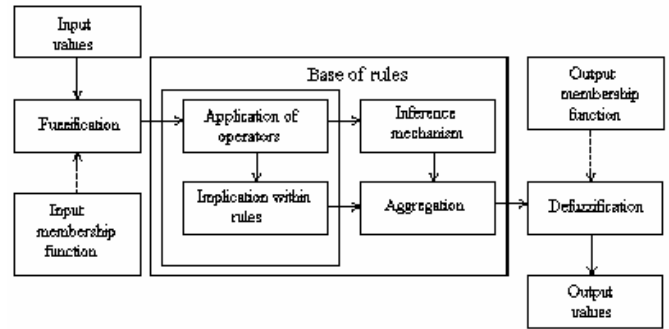 Input
values
Base of rules
Output
membership
function
Fuzzification
Application of
operators
Inference
mechanism
Input
membership
function
Implication within
rules
Aggregation
Defuzzification
Output
values